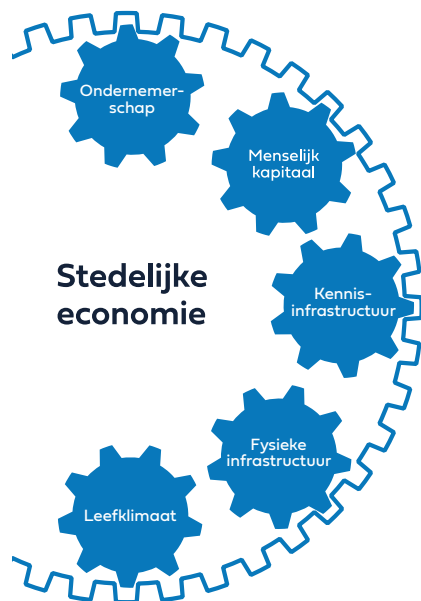 Ondernemer-
schap
Menselijk
kapitaal
Stedelijke
economie
Kennis-
infrastructuur
Fysieke
infrastructuur
Leefklimaat